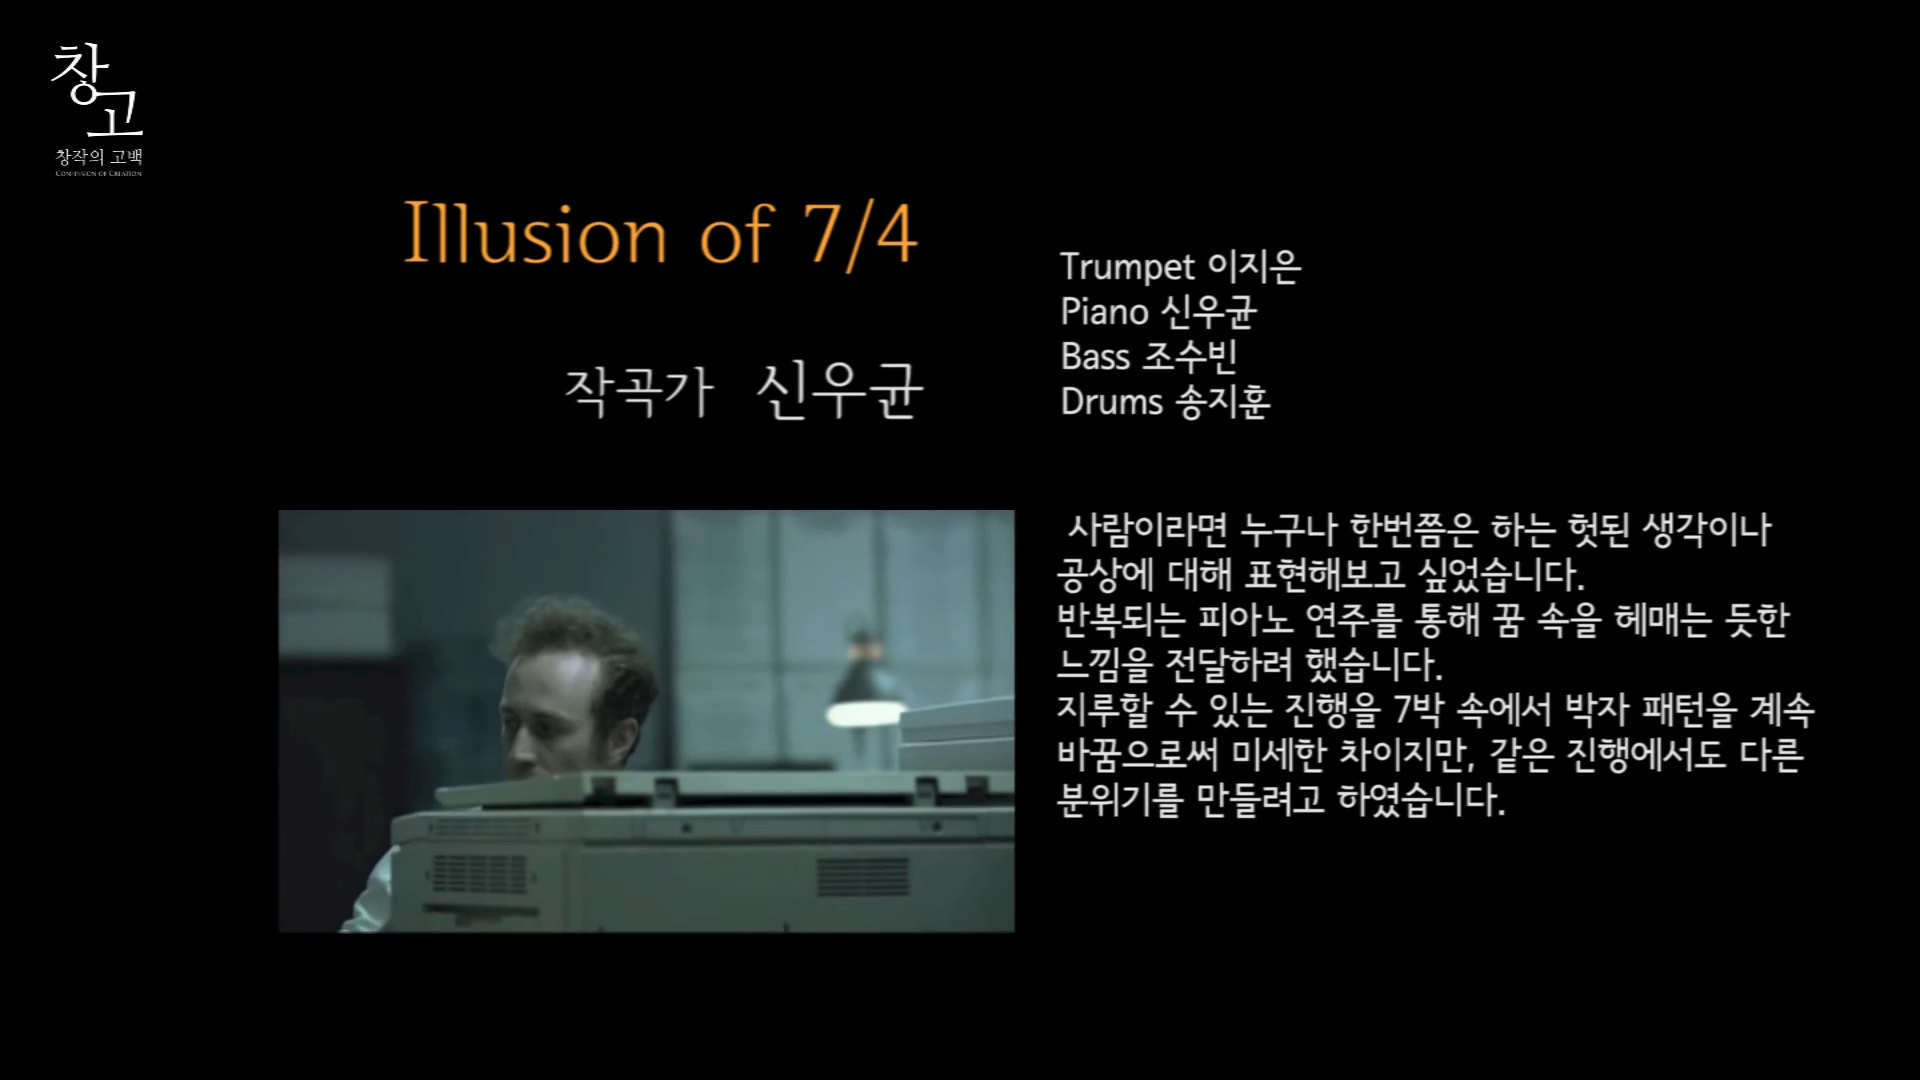 창고
창작의 고백
CONFESSION OF CREATION
Illusion of 7/4
작곡가 신우균
Trumpet 이지은
Piano 신우균
Bass 조수빈
Drums 송지훈
사람이라면 누구나 한번쯤은 하는 헛된 생각이나
공상에 대해 표현해보고 싶었습니다.
반복되는 피아노 연주를 통해 꿈 속을 헤매는 듯한
느낌을 전달하려 했습니다.
지루할 수 있는 진행을 7박 속에서 박자 패턴을 계속
바꿈으로써 미세한 차이지만, 같은 진행에서도 다른
분위기를 만들려고 하였습니다.